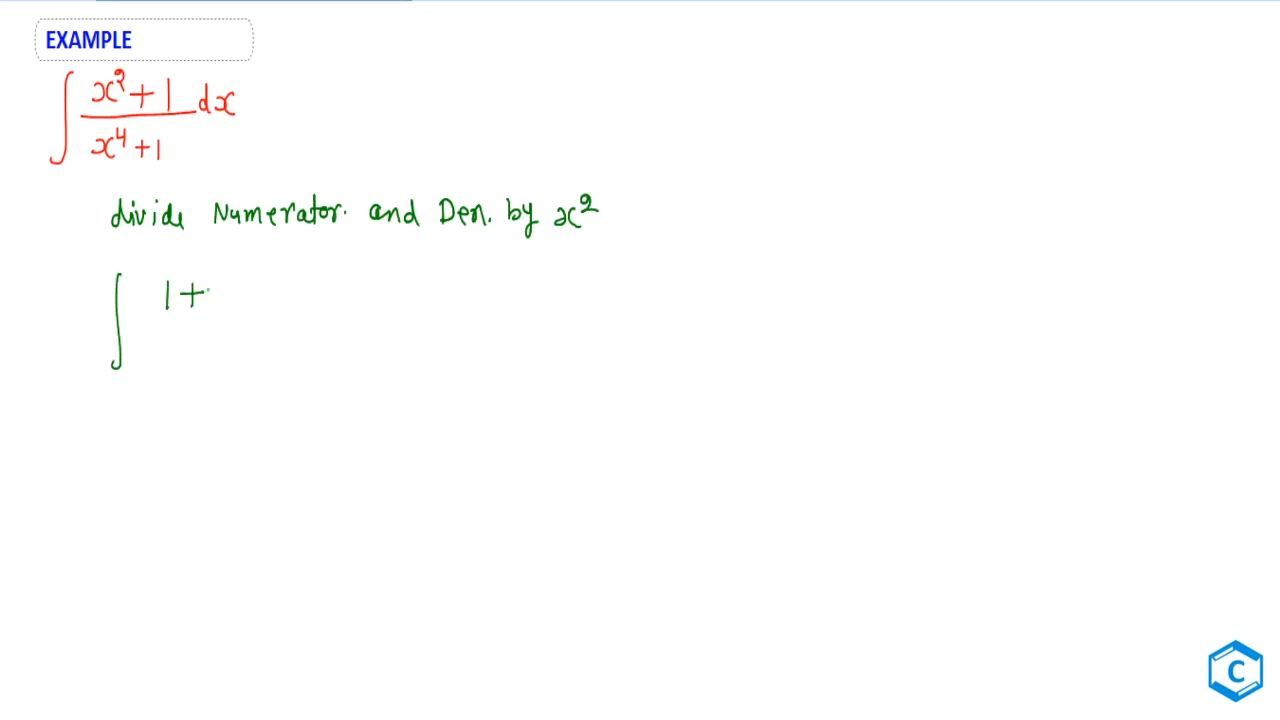 EXAMPLE
∫ x²+1/x⁴+1 dx
divide Numerator. and Den. by x²
∫ 1+
C